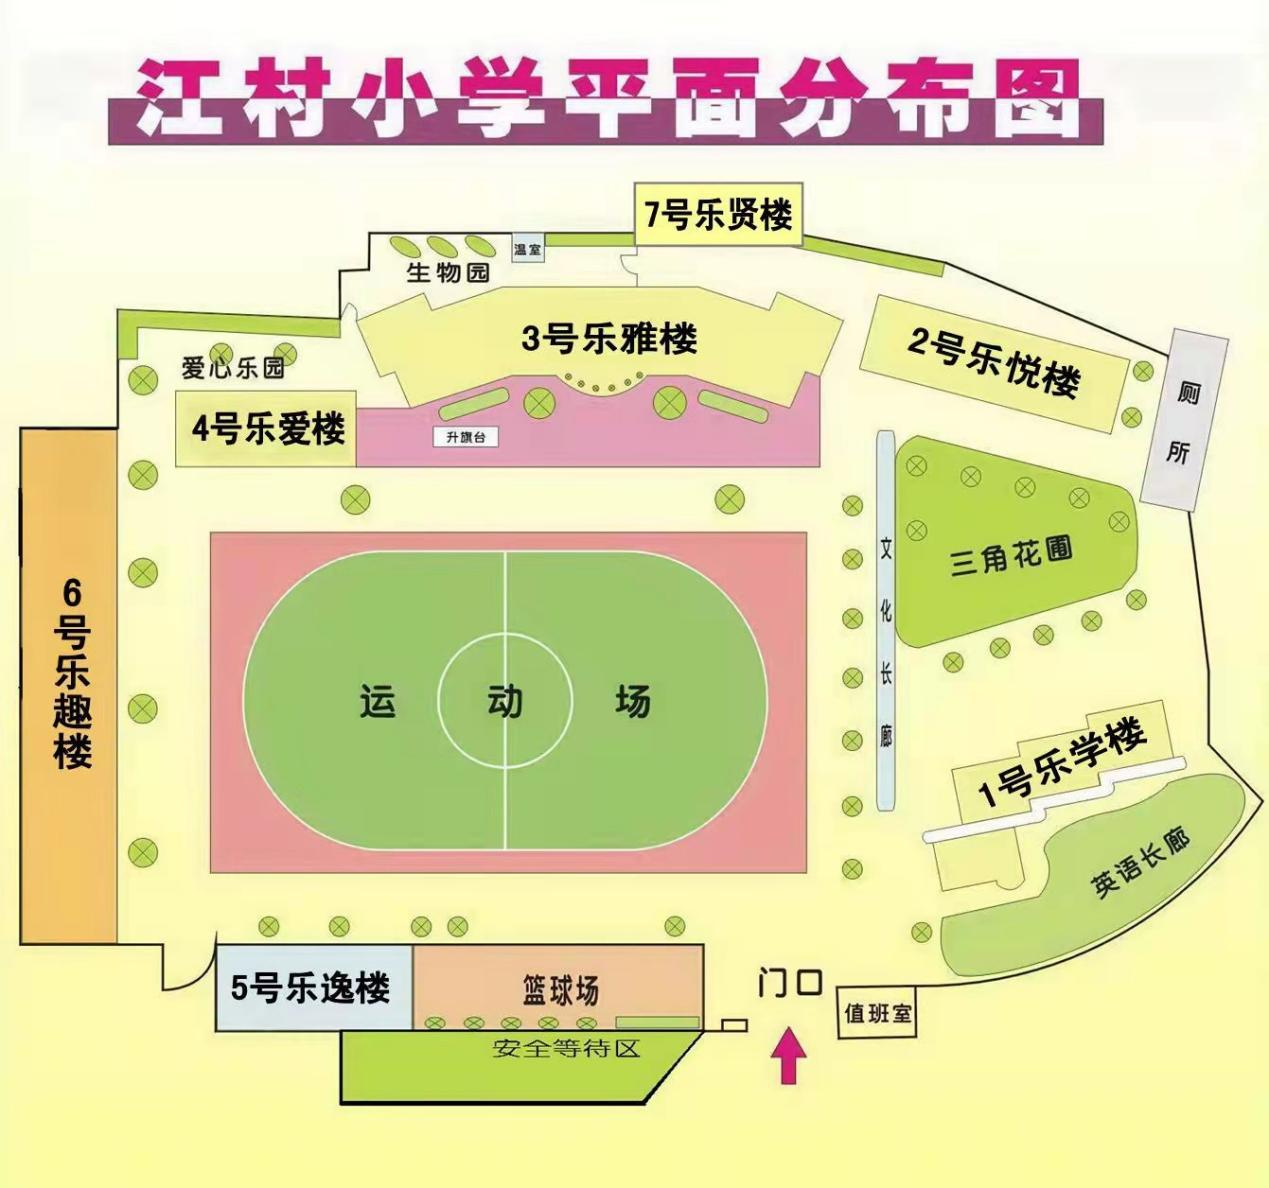 江村小学平面分布图
7号乐贤楼
温室
生物园
3号乐雅楼
2号乐悦楼
爱心乐园
厕所
4号乐爱楼
升旗台
文化长廊
三角花圃
6号乐趣楼
运动场
1号乐学楼
英语长廊
5号乐逸楼
篮球场
门口
值班室
安全等待区